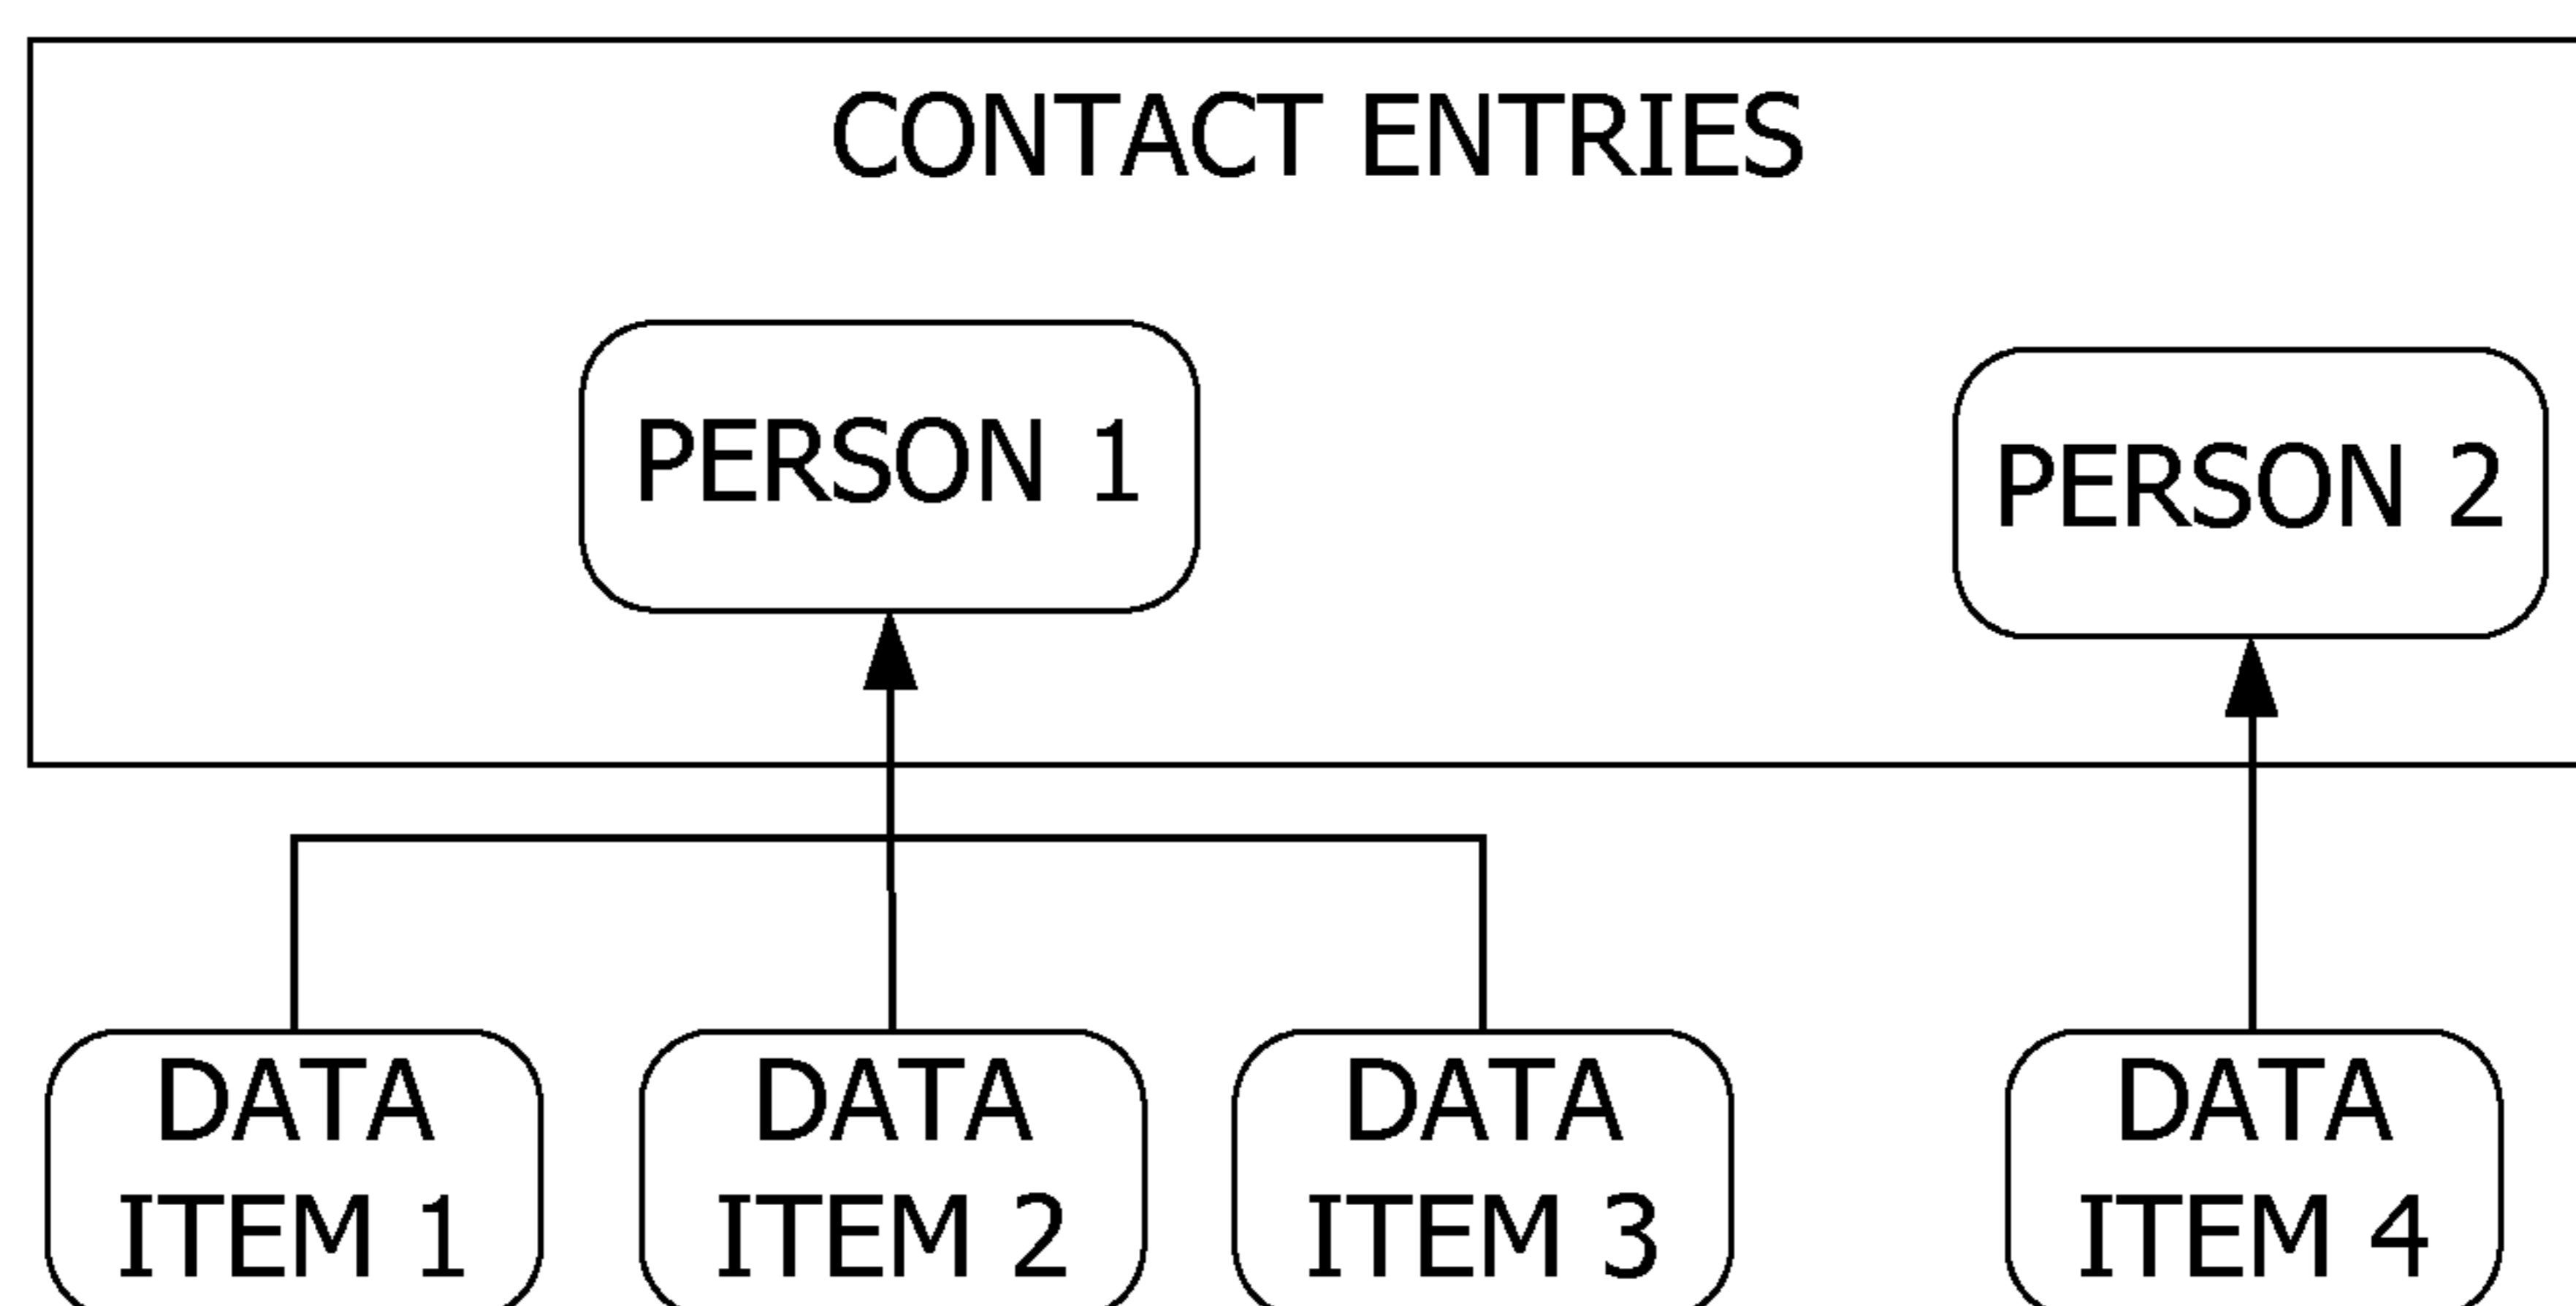 CONTACT ENTRIES
PERSON 1
PERSON 2
DATA
ITEM 1
DATA
ITEM 2
DATA
ITEM 3
DATA
ITEM 4